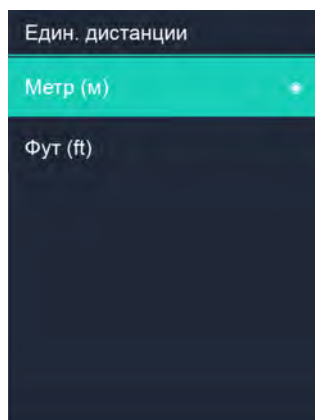 Един. дистанции
Метр (м)
Фут (ft)